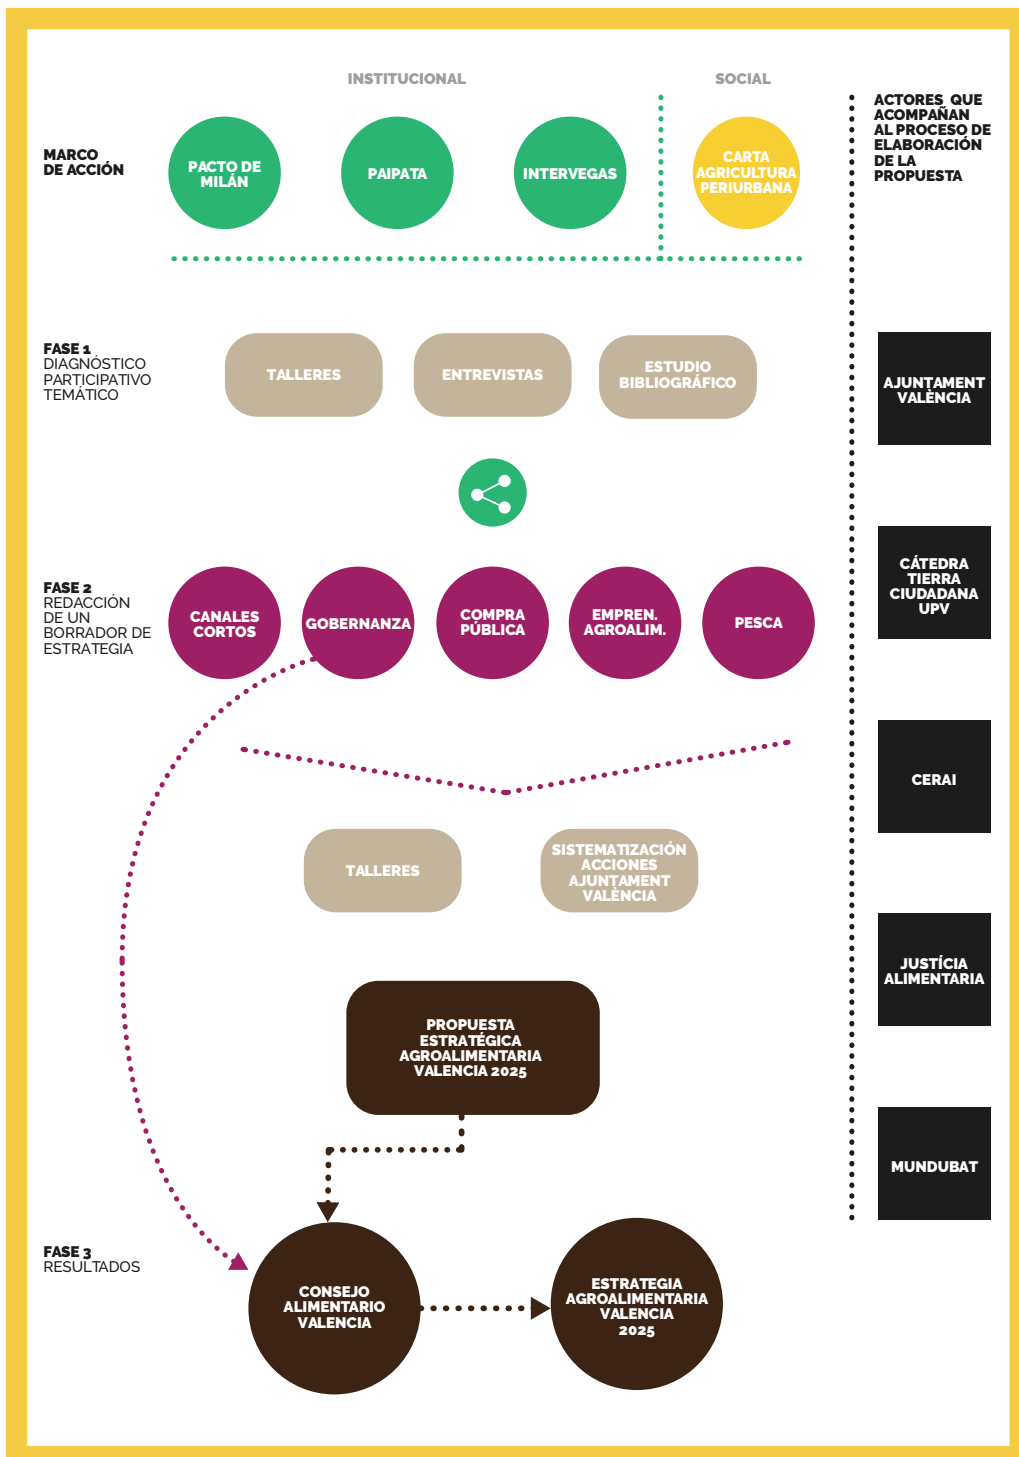 INSTITUCIONAL
SOCIAL
ACTORES QUE
ACOMPAÑAN
AL PROCESO DE
ELABORACIÓN
DE LA
PROPUESTA
MARCO
DE ACCIÓN
PACTO DE
MILÁN
PAIPATA
INTERVEGAS
CARTA
AGRICULTURA
PERIURBANA
FASE 1
DIAGNÓSTICO
PARTICIPATIVO
TEMÁTICO
TALLERES
ENTREVISTAS
ESTUDIO
BIBLIOGRÁFICO
AJUNTAMENT
VALÈNCIA
FASE 2
REDACCIÓN
DE UN
BORRADOR DE
ESTRATEGIA
CANALES
CORTOS
GOBERNANZA
COMPRA
PÚBLICA
EMPREN.
AGROALIM.
PESCA
CÁTEDRA
TIERRA
CIUDADANA
UPV
CERAI
TALLERES
SISTEMATIZACIÓN
ACCIONES
AJUNTAMENT
VALÈNCIA
JUSTÍCIA
ALIMENTARIA
PROPUESTA
ESTRATÉGICA
AGROALIMENTARIA
VALENCIA 2025
MUNDUBAT
FASE 3
RESULTADOS
CONSEJO
ALIMENTARIO
VALENCIA
ESTRATEGIA
AGROALIMENTARIA
VALENCIA
2025